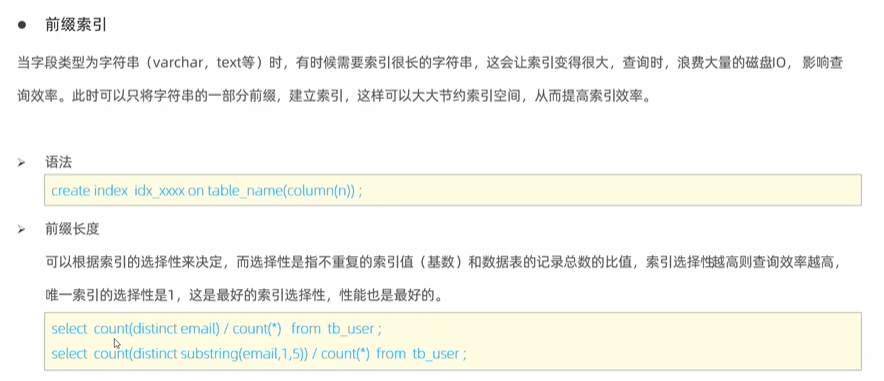 ● 前缀索引
当字段类型为字符串（varchar，text等）时，有时候需要索引很长的字符串，这会让索引变得很大，查询时，浪费大量的磁盘IO， 影响查
询效率。此时可以只将字符串的一部分前缀，建立索引，这样可以大大节约索引空间，从而提高索引效率。
➢ 语法
create index idx_xxxx on table_name(column(n)) ;
➢ 前缀长度
可以根据索引的选择性来决定，而选择性是指不重复的索引值（基数）和数据表的记录总数的比值，索引选择性越高则查询效率越高，
唯一索引的选择性是1，这是最好的索引选择性，性能也是最好的。
select count(distinct email) / count(*) from tb_user ;
select count(distinct substring(email,1,5)) / count(*) from tb_user ;